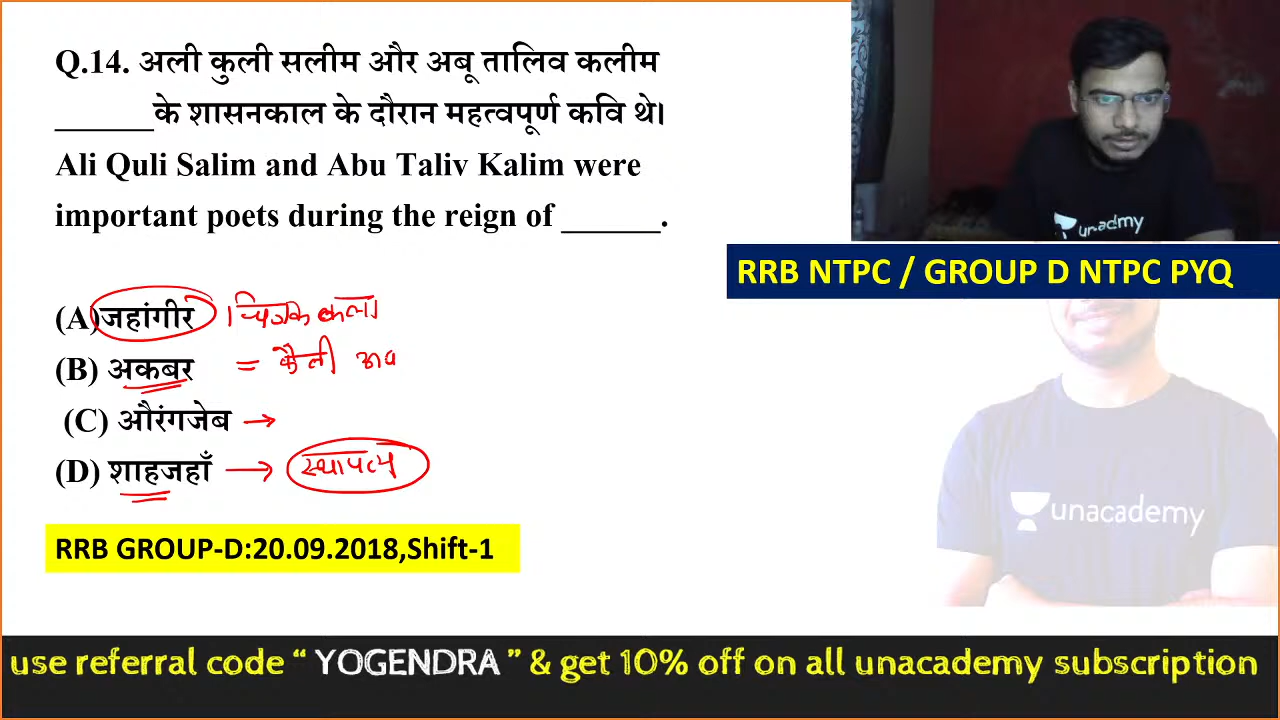 Q.14. अली कुली सलीम और अबू तालिव कलीम
______के शासनकाल के दौरान महत्वपूर्ण कवि थे।
Ali Quli Salim and Abu Taliv Kalim were
important poets during the reign of ______.
unacademy
RRB NTPC / GROUP D NTPC PYQ
(A)जहांगीर
(B) अकबर =
(C) औरंगजेब →
(D) शाहजहाँ → स्थापत्य
unacademy
RRB GROUP-D:20.09.2018,Shift-1
use referral code “ YOGENDRA ” & get 10% off on all unacademy subscription